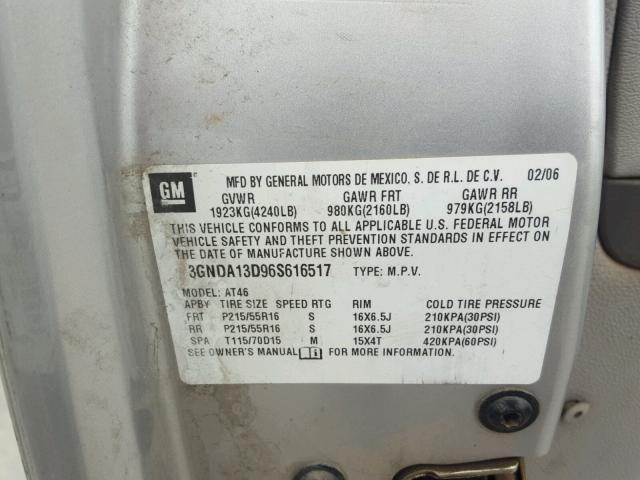 GM
MFD BY GENERAL MOTORS DE MEXICO, S. DE R.L. DE C.V. 02/06
GVWR GAWR FRT GAWR RR
1923KG(4240LB) 980KG(2160LB) 979KG(2158LB)
THIS VEHICLE CONFORMS TO ALL APPLICABLE U.S. FEDERAL MOTOR
VEHICLE SAFETY AND THEFT PREVENTION STANDARDS IN EFFECT ON
THE DATE OF MANUFACTURE SHOWN ABOVE.
3GNDA13D96S616517 TYPE: M.P.V.
MODEL: AT46
APBY TIRE SIZE SPEED RTG RIM COLD TIRE PRESSURE
FRT P215/55R16 S 16X6.5J 210KPA(30PSI)
RR P215/55R16 S 16X6.5J 210KPA(30PSI)
SPA T115/70D15 M 15X4T 420KPA(60PSI)
SEE OWNER'S MANUAL FOR MORE INFORMATION.